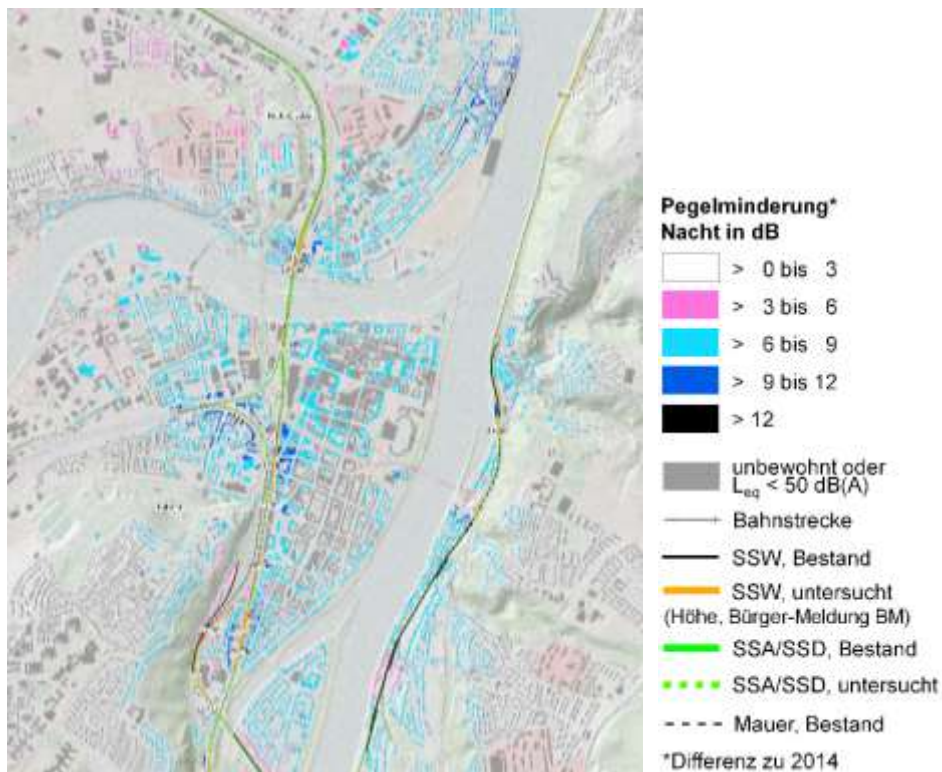 Pegelminderung*
Nacht in dB
> 0 bis 3
> 3 bis 6
> 6 bis 9
> 9 bis 12
> 12
unbewohnt oder
Leq < 50 dB(A)
Bahnstrecke
SSW, Bestand
SSW, untersucht
(Höhe, Bürger-Meldung BM)
SSA/SSD, Bestand
SSA/SSD, untersucht
Mauer, Bestand
*Differenz zu 2014